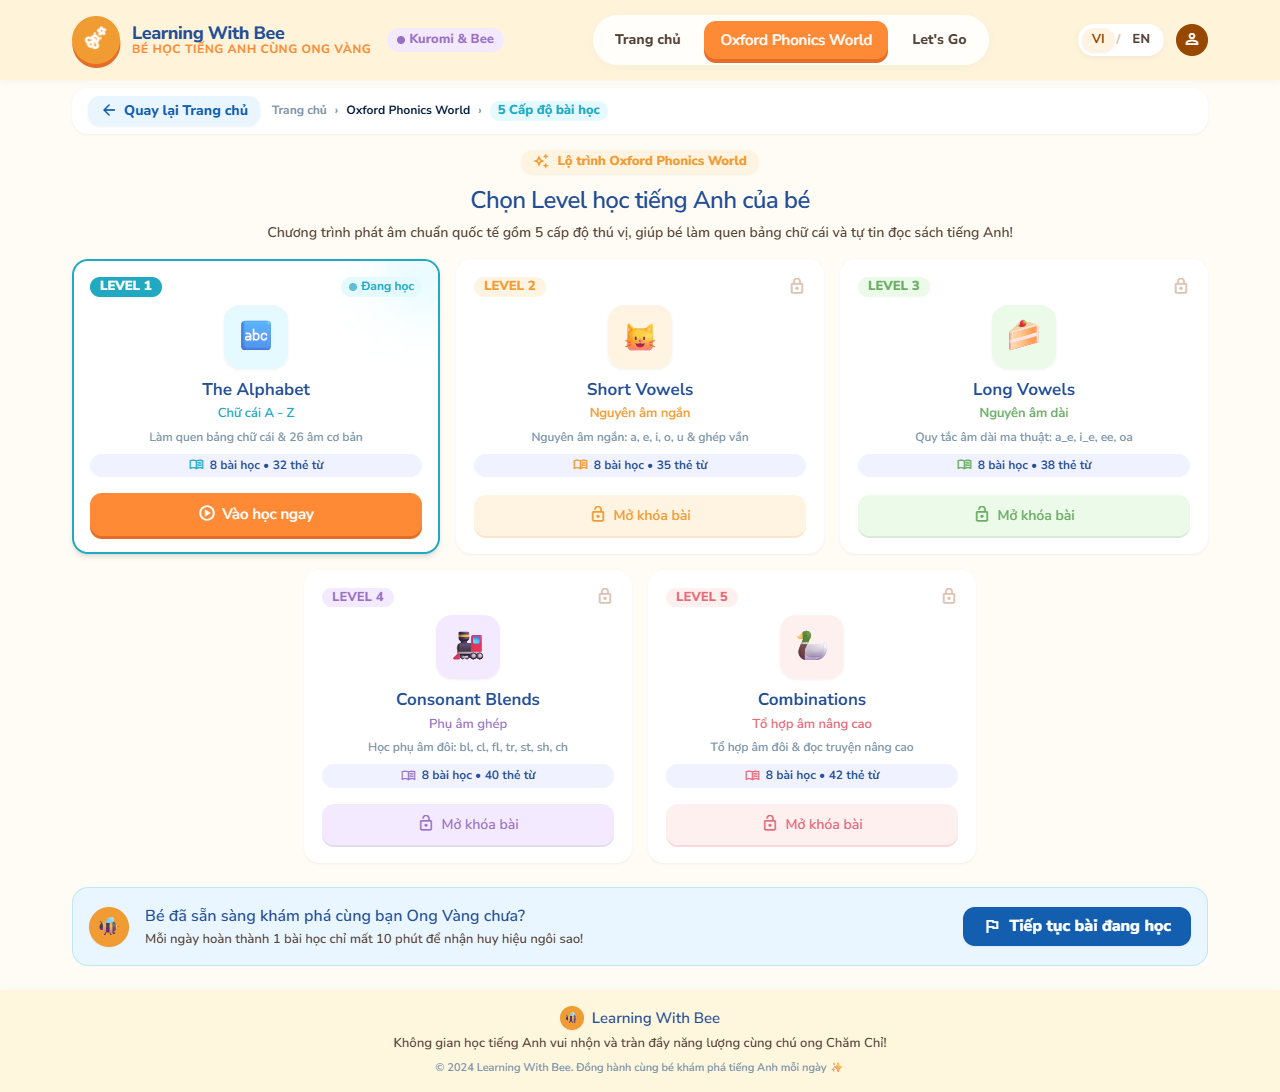 Learning With Bee
BÉ HỌC TIẾNG ANH CÙNG ONG VÀNG
Kuromi & Bee
Trang chủ
Oxford Phonics World
Let's Go
VI / EN
Quay lại Trang chủ
Trang chủ › Oxford Phonics World › 5 Cấp độ bài học
Lộ trình Oxford Phonics World
Chọn Level học tiếng Anh của bé
Chương trình phát âm chuẩn quốc tế gồm 5 cấp độ thú vị, giúp bé làm quen bảng chữ cái và tự tin đọc sách tiếng Anh!
LEVEL 1
Đang học
abc
The Alphabet
Chữ cái A - Z
Làm quen bảng chữ cái & 26 âm cơ bản
8 bài học • 32 thẻ từ
Vào học ngay
LEVEL 2
Short Vowels
Nguyên âm ngắn
Nguyên âm ngắn: a, e, i, o, u & ghép vần
8 bài học • 35 thẻ từ
Mở khóa bài
LEVEL 3
Long Vowels
Nguyên âm dài
Quy tắc âm dài ma thuật: a_e, i_e, ee, oa
8 bài học • 38 thẻ từ
Mở khóa bài
LEVEL 4
Consonant Blends
Phụ âm ghép
Học phụ âm đôi: bl, cl, fl, tr, st, sh, ch
8 bài học • 40 thẻ từ
Mở khóa bài
LEVEL 5
Combinations
Tổ hợp âm nâng cao
Tổ hợp âm đôi & đọc truyện nâng cao
8 bài học • 42 thẻ từ
Mở khóa bài
Bé đã sẵn sàng khám phá cùng bạn Ong Vàng chưa?
Mỗi ngày hoàn thành 1 bài học chỉ mất 10 phút để nhận huy hiệu ngôi sao!
Tiếp tục bài đang học
Learning With Bee
Không gian học tiếng Anh vui nhộn và tràn đầy năng lượng cùng chú ong Chăm Chỉ!
© 2024 Learning With Bee. Đồng hành cùng bé khám phá tiếng Anh mỗi ngày ✨